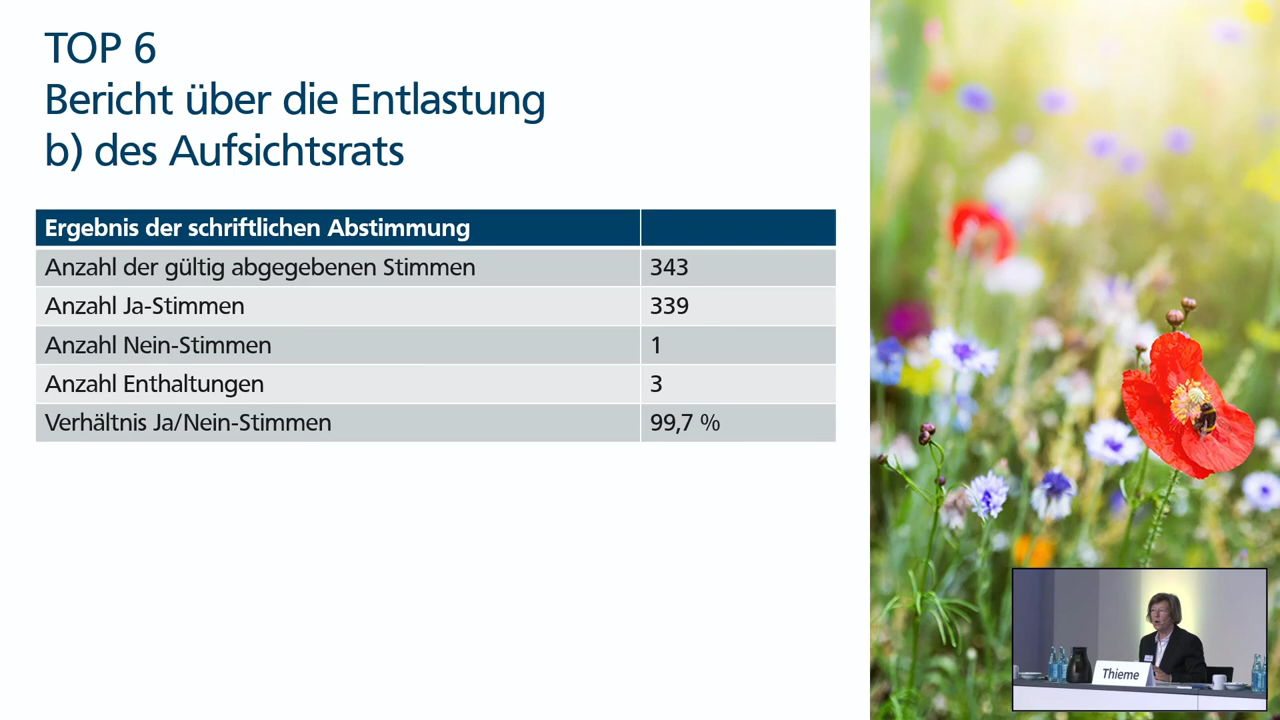 TOP 6
Bericht über die Entlastung
b) des Aufsichtsrats
Ergebnis der schriftlichen Abstimmung
Anzahl der gültig abgegebenen Stimmen 343
Anzahl Ja-Stimmen 339
Anzahl Nein-Stimmen 1
Anzahl Enthaltungen 3
Verhältnis Ja/Nein-Stimmen 99,7 %
Thieme